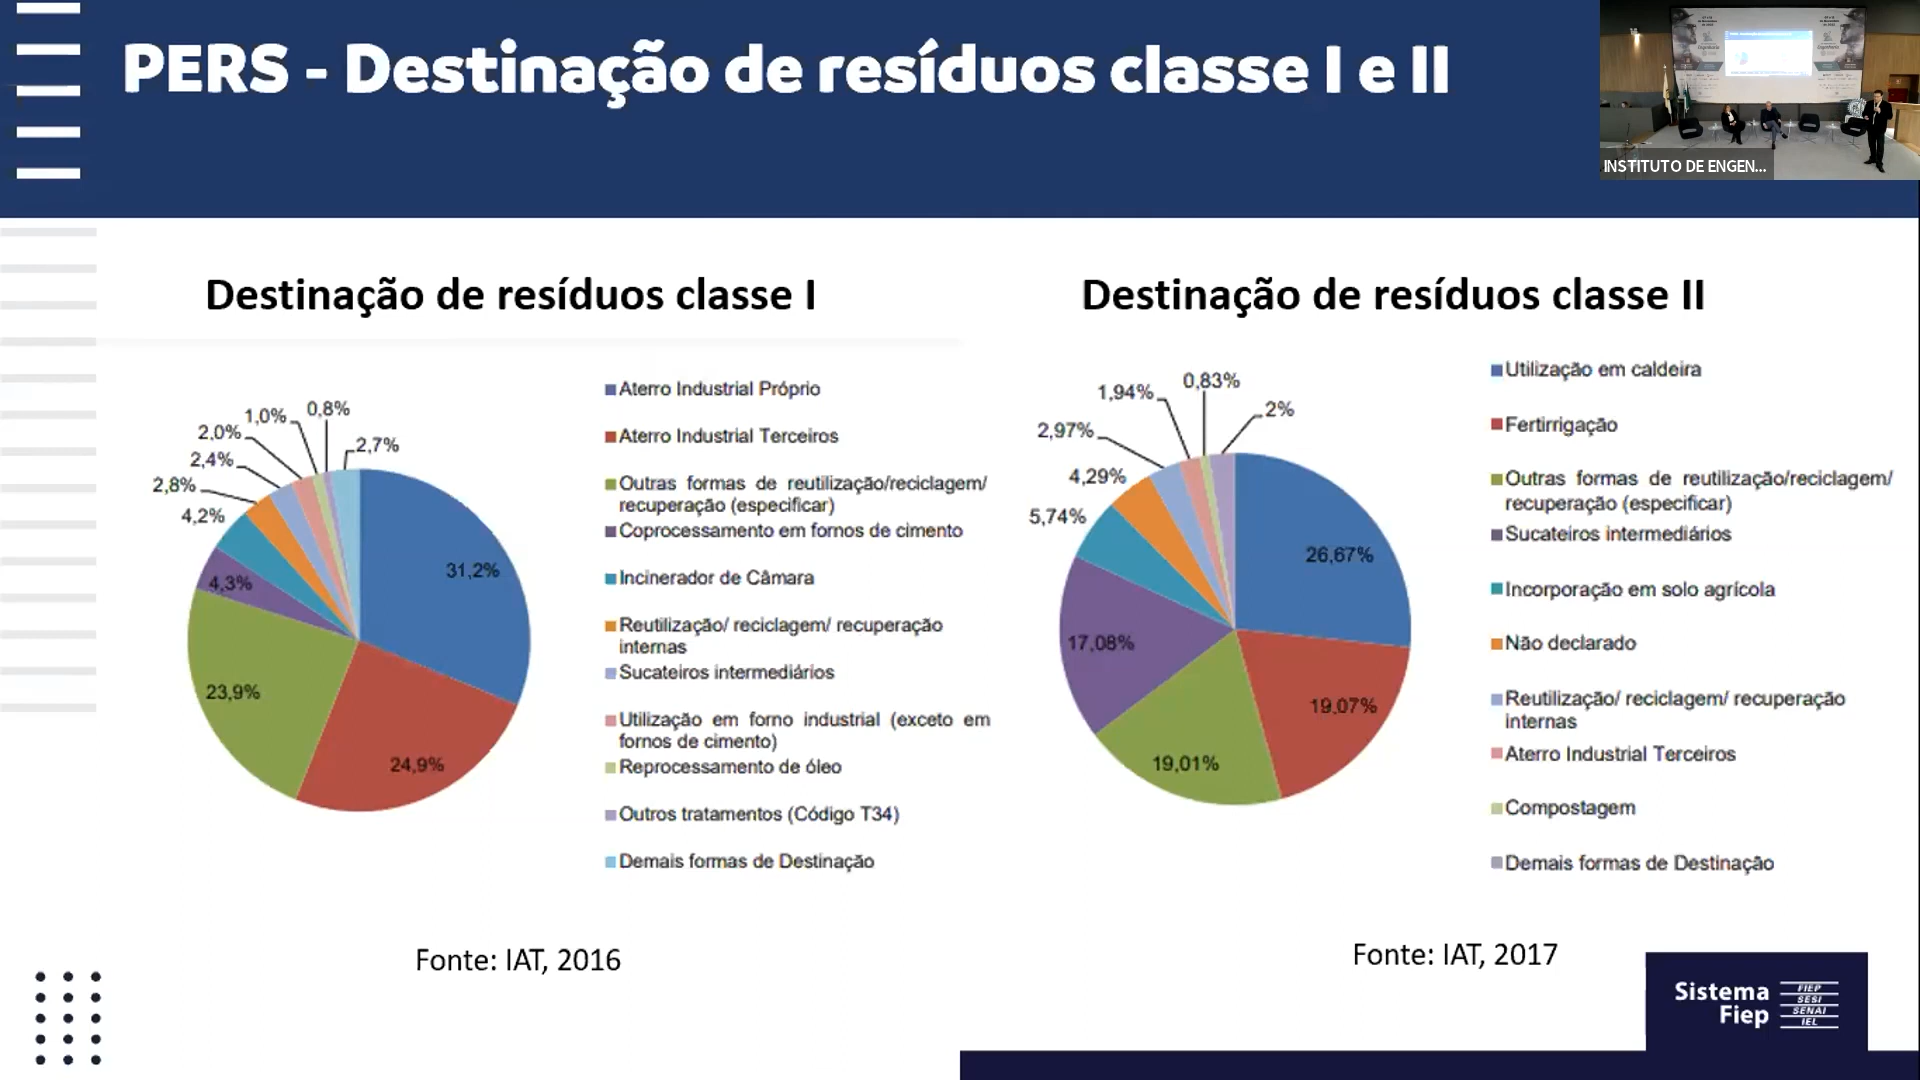 PERS - Destinação de resíduos classe I e II
INSTITUTO DE ENGEN...
Destinação de resíduos classe I
31,2%
24,9%
23,9%
4,3%
4,2%
2,8%
2,4%
2,0%
1,0%
0,8%
2,7%
Aterro Industrial Próprio
Aterro Industrial Terceiros
Outras formas de reutilização/reciclagem/
recuperação (especificar)
Coprocessamento em fornos de cimento
Incinerador de Câmara
Reutilização/ reciclagem/ recuperação
internas
Sucateiros intermediários
Utilização em forno industrial (exceto em
fornos de cimento)
Reprocessamento de óleo
Outros tratamentos (Código T34)
Demais formas de Destinação
Fonte: IAT, 2016
Destinação de resíduos classe II
26,67%
19,07%
19,01%
17,08%
5,74%
4,29%
2,97%
1,94%
0,83%
2%
Utilização em caldeira
Fertirrigação
Outras formas de reutilização/reciclagem/
recuperação (especificar)
Sucateiros intermediários
Incorporação em solo agrícola
Não declarado
Reutilização/ reciclagem/ recuperação
internas
Aterro Industrial Terceiros
Compostagem
Demais formas de Destinação
Fonte: IAT, 2017
Sistema
Fiep
FIEP
SESI
SENAI
IEL